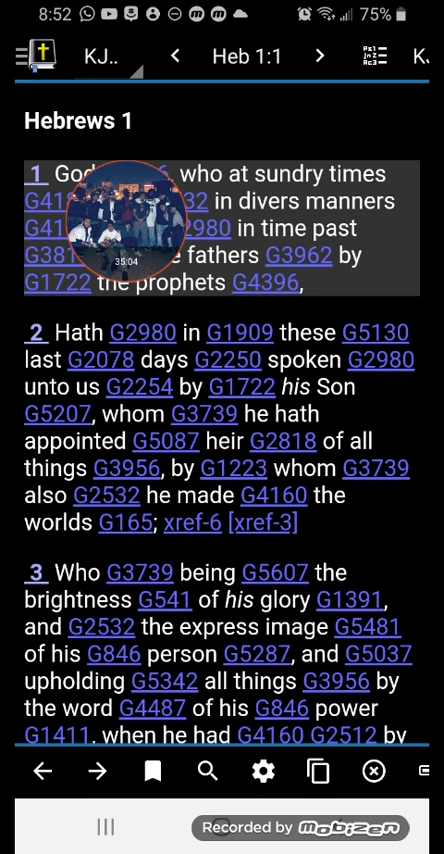 8:52 75%
KJ.. Heb 1:1 K
Hebrews 1
1 God 6, who at sundry times
G418 32 in divers manners
G41 2980 in time past
G381 e fathers G3962 by
G1722 the prophets G4396,
35:04
2 Hath G2980 in G1909 these G5130
last G2078 days G2250 spoken G2980
unto us G2254 by G1722 his Son
G5207, whom G3739 he hath
appointed G5087 heir G2818 of all
things G3956, by G1223 whom G3739
also G2532 he made G4160 the
worlds G165; xref-6 [xref-3]
3 Who G3739 being G5607 the
brightness G541 of his glory G1391,
and G2532 the express image G5481
of his G846 person G5287, and G5037
upholding G5342 all things G3956 by
the word G4487 of his G846 power
G1411, when he had G4160 G2512 by
Recorded by Mobizen